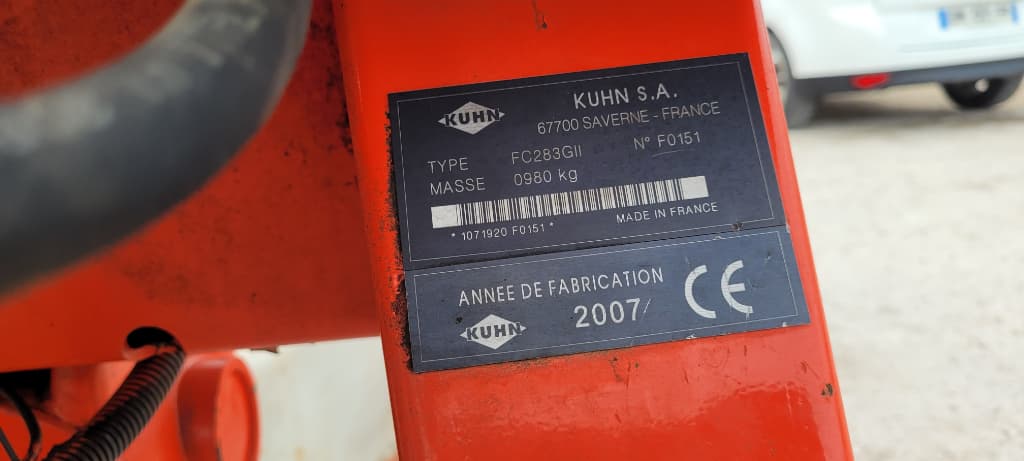 KUHN
KUHN S.A.
67700 SAVERNE - FRANCE
TYPE FC283GII N° F0151
MASSE 0980 kg
* 1071920 F0151 *
MADE IN FRANCE
ANNÉE DE FABRICATION
KUHN 2007/ CE